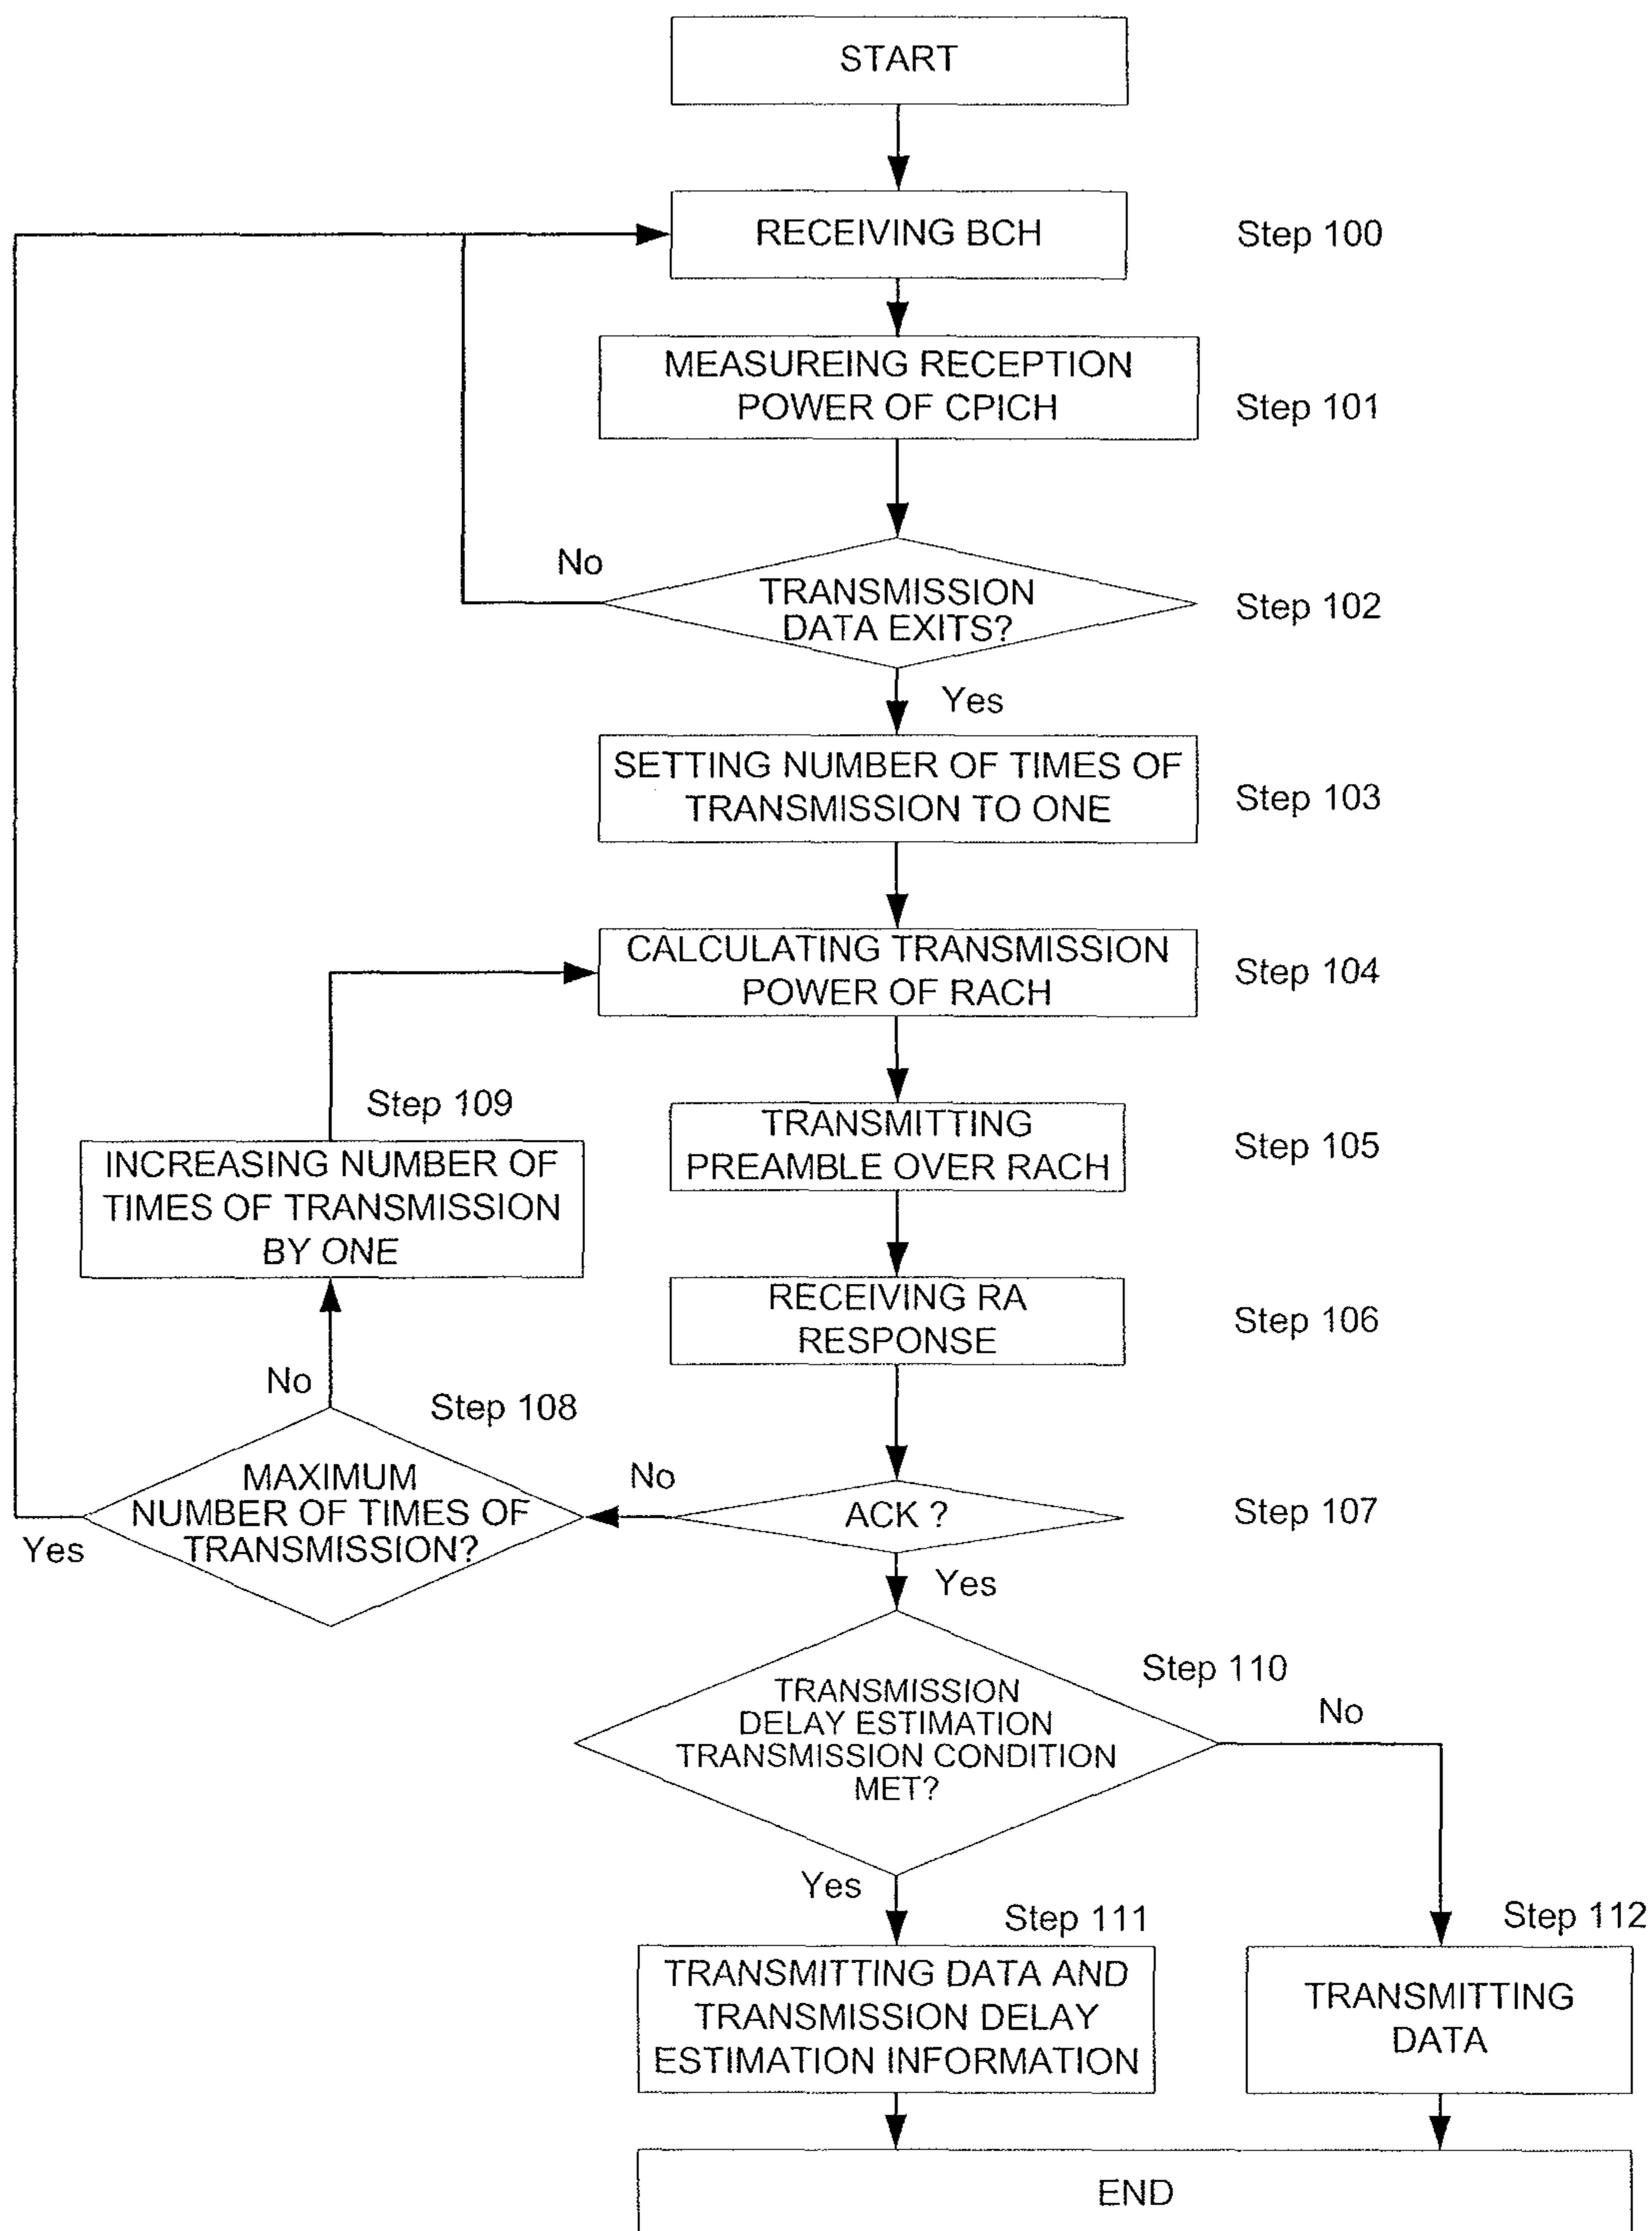 START
RECEIVING BCH
Step 100
MEASUREING RECEPTION
POWER OF CPICH
Step 101
No
TRANSMISSION
DATA EXITS?
Step 102
Yes
SETTING NUMBER OF TIMES OF
TRANSMISSION TO ONE
Step 103
CALCULATING TRANSMISSION
POWER OF RACH
Step 104
Step 109
INCREASING NUMBER OF
TIMES OF TRANSMISSION
BY ONE
TRANSMITTING
PREAMBLE OVER RACH
Step 105
RECEIVING RA
RESPONSE
Step 106
No
Step 108
MAXIMUM
NUMBER OF TIMES OF
TRANSMISSION?
Yes
No
ACK ?
Step 107
Yes
Step 110
TRANSMISSION
DELAY ESTIMATION
TRANSMISSION CONDITION
MET?
No
Yes
Step 111
Step 112
TRANSMITTING DATA AND
TRANSMISSION DELAY
ESTIMATION INFORMATION
TRANSMITTING
DATA
END